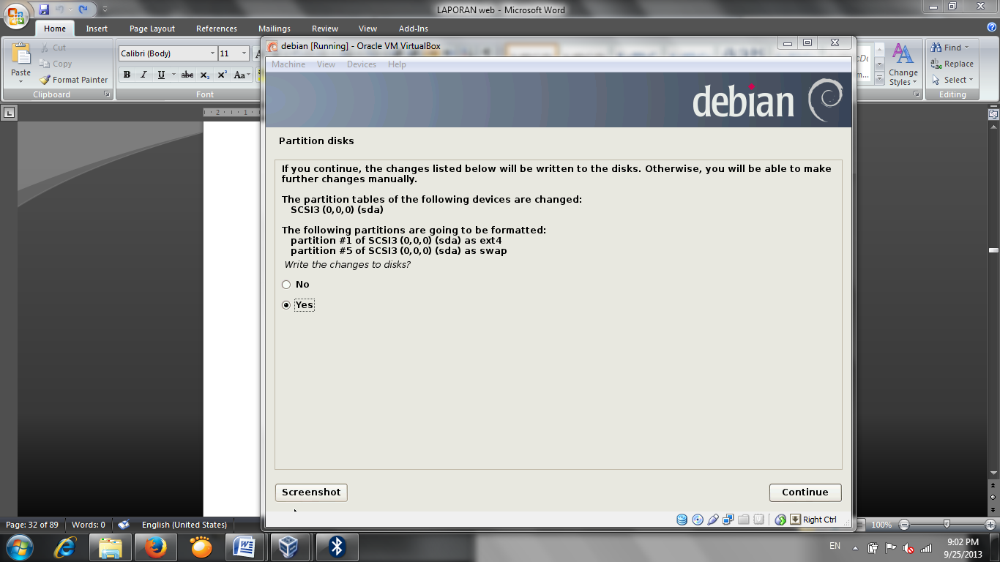 LAPORAN web - Microsoft Word
Home Insert Page Layout References Mailings Review View Add-Ins
Paste
Cut
Copy
Format Painter
Clipboard
Calibri (Body) 11
B I U abc X₂ X² Aa
Font
Change
Styles
Find
Replace
Select
Editing
2 1
debian [Running] - Oracle VM VirtualBox
Machine View Devices Help
debian
Partition disks
If you continue, the changes listed below will be written to the disks. Otherwise, you will be able to make
further changes manually.
The partition tables of the following devices are changed:
SCSI3 (0,0,0) (sda)
The following partitions are going to be formatted:
partition #1 of SCSI3 (0,0,0) (sda) as ext4
partition #5 of SCSI3 (0,0,0) (sda) as swap
Write the changes to disks?
No
Yes
Screenshot
Continue
Right Ctrl
Page: 32 of 89 Words: 0 English (United States)
100%
EN
9:02 PM
9/25/2013